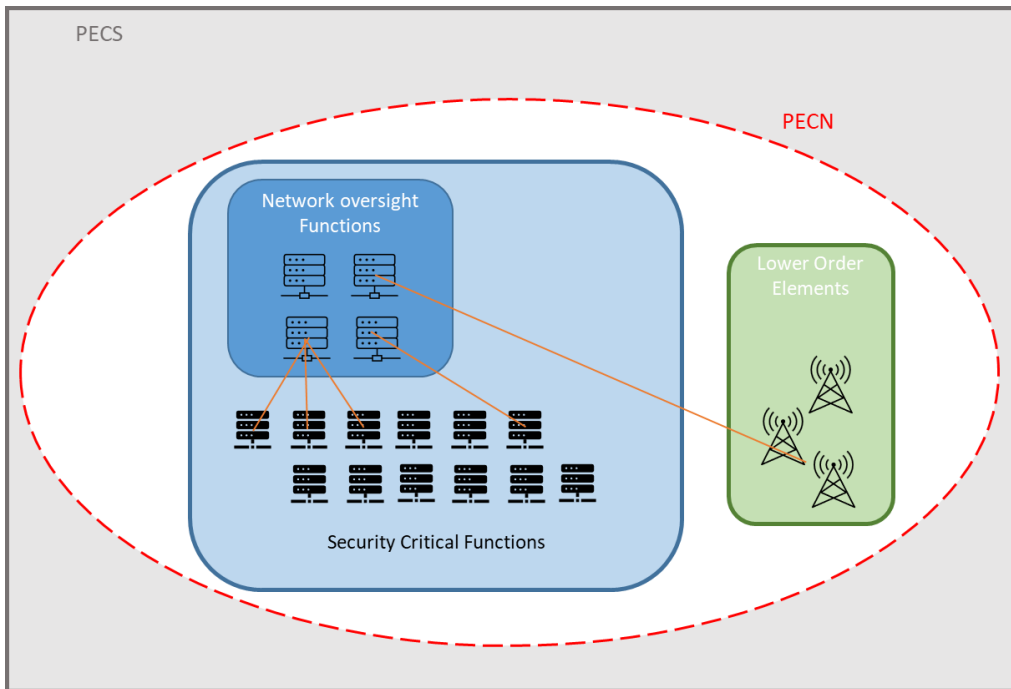 PECS
PECN
Network oversight
Functions
Lower Order
Elements
Security Critical Functions